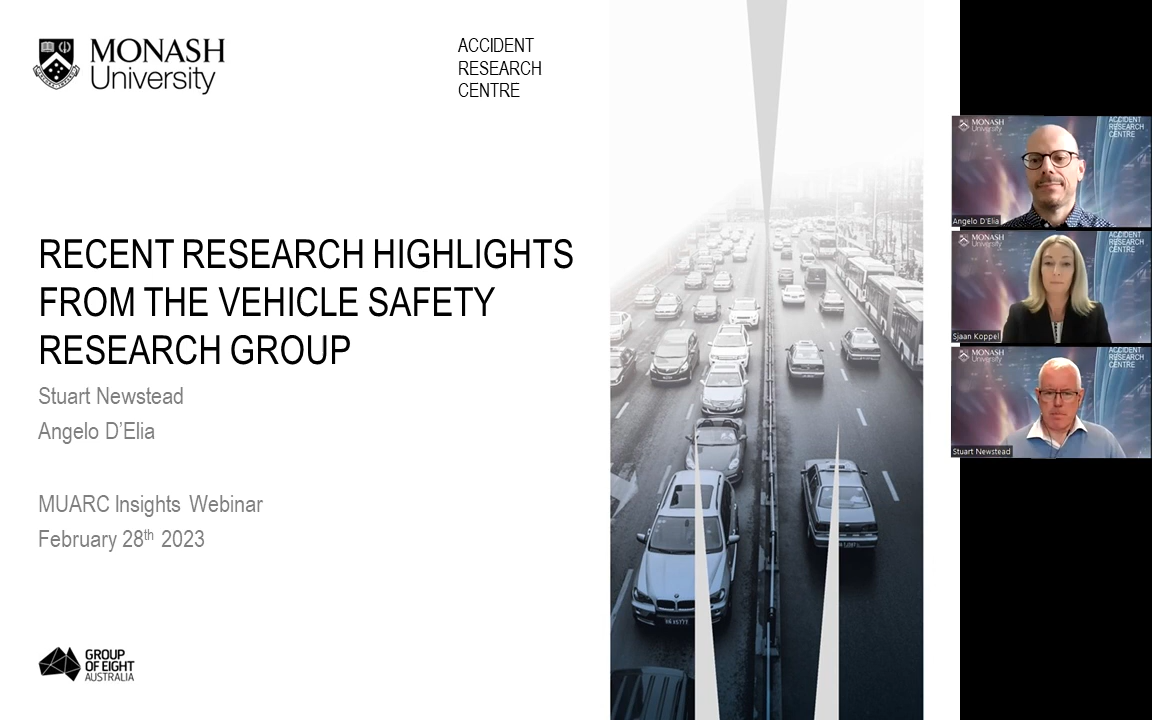 MONASH
University
ACCIDENT
RESEARCH
CENTRE
RECENT RESEARCH HIGHLIGHTS
FROM THE VEHICLE SAFETY
RESEARCH GROUP
Stuart Newstead
Angelo D'Elia
MUARC Insights Webinar
February 28th 2023
GROUP
OF EIGHT
AUSTRALIA
MONASH
University
ACCIDENT
RESEARCH
CENTRE
Angelo D'Elia
MONASH
University
ACCIDENT
RESEARCH
CENTRE
Sjaan Koppel
MONASH
University
ACCIDENT
RESEARCH
CENTRE
Stuart Newstead